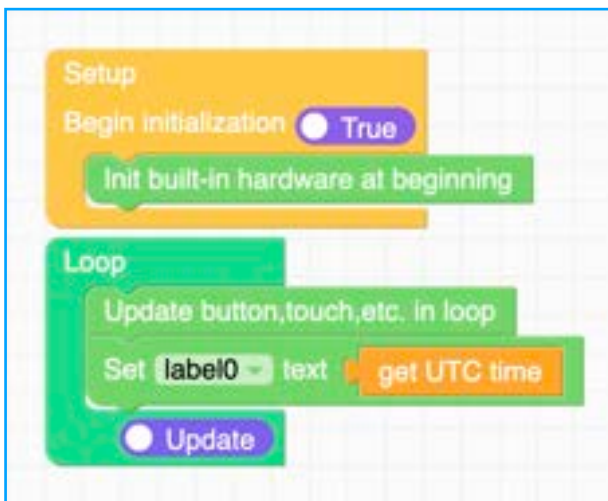 Setup
Begin initialization True
Init built-in hardware at beginning
Loop
Update button,touch,etc. in loop
Set label0 text get UTC time
Update